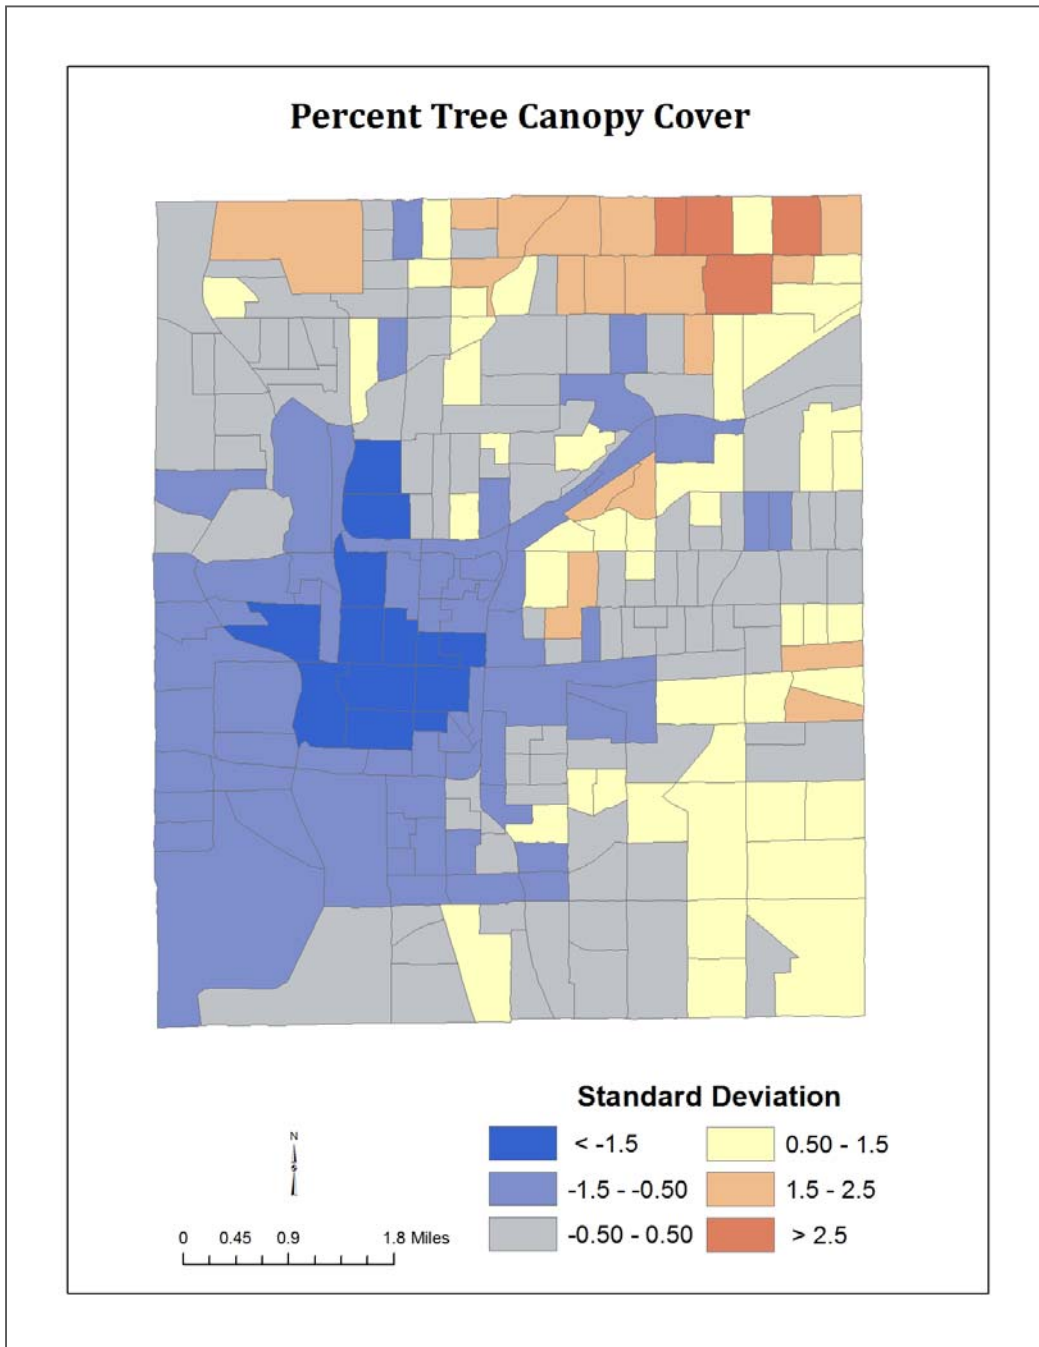 Percent Tree Canopy Cover
Standard Deviation
< -1.5
-1.5 - -0.50
-0.50 - 0.50
0.50 - 1.5
1.5 - 2.5
> 2.5
N
0 0.45 0.9 1.8 Miles